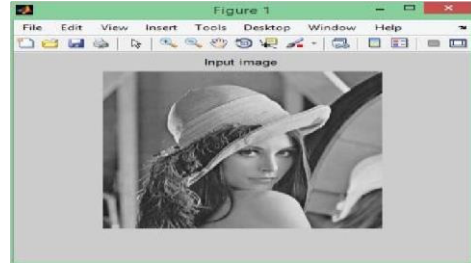 Figure 1
File Edit View Insert Tools Desktop Window Help
Input image